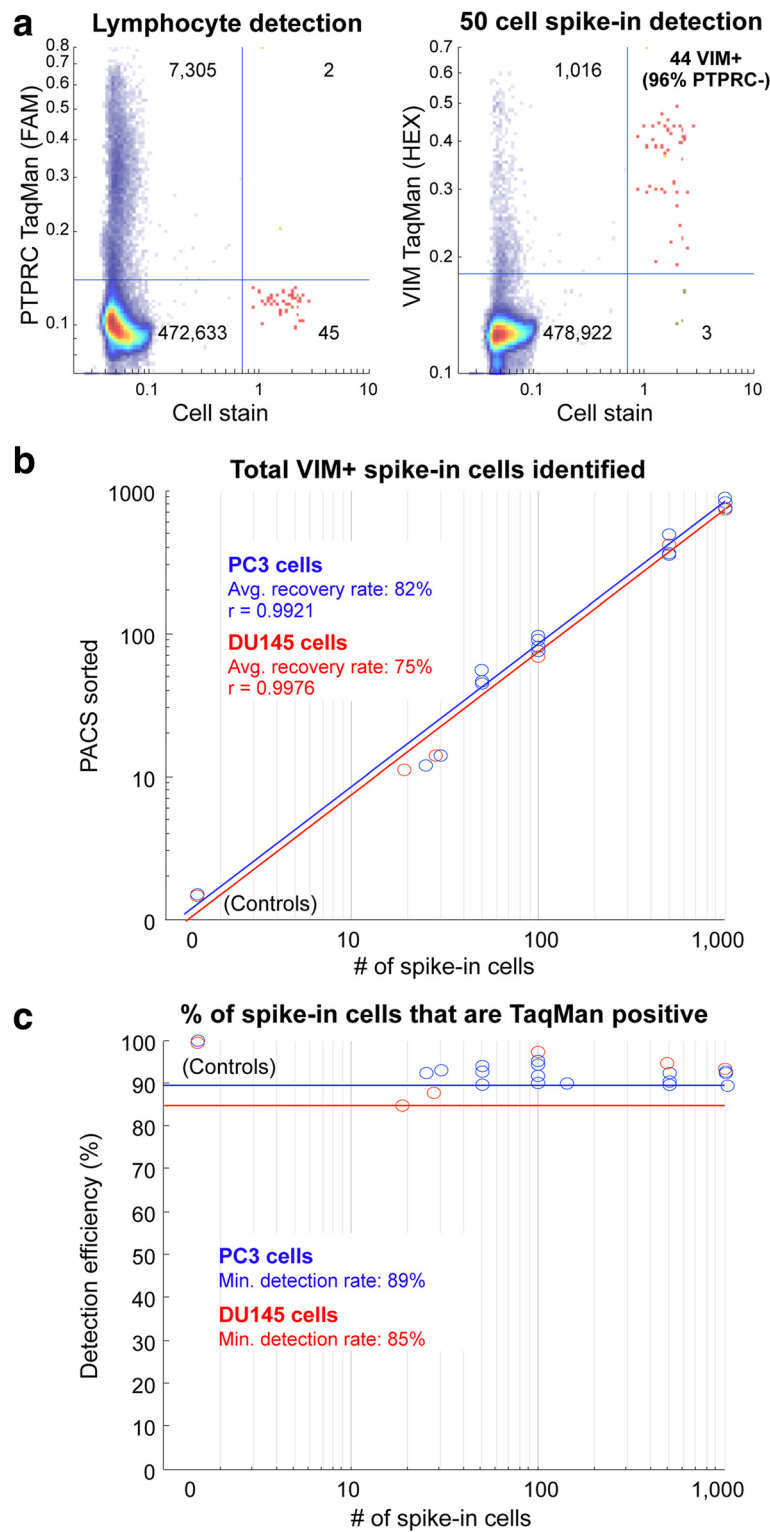 a
Lymphocyte detection
50 cell spike-in detection
0.8
0.7
0.6
0.5
0.4
0.3
0.2
0.1
PTPRC TaqMan (FAM)
7,305
2
472,633
45
0.1
1
10
Cell stain
0.7
0.6
0.5
0.4
0.3
0.2
0.1
VIM TaqMan (HEX)
1,016
44 VIM+
(96% PTPRC-)
478,922
3
0.1
1
10
Cell stain
b
Total VIM+ spike-in cells identified
1000
100
10
0
PACS sorted
PC3 cells
Avg. recovery rate: 82%
r = 0.9921
DU145 cells
Avg. recovery rate: 75%
r = 0.9976
(Controls)
0
10
100
1,000
# of spike-in cells
c
% of spike-in cells that are TaqMan positive
100
90
80
70
60
50
40
30
20
10
0
Detection efficiency (%)
(Controls)
PC3 cells
Min. detection rate: 89%
DU145 cells
Min. detection rate: 85%
0
10
100
1,000
# of spike-in cells